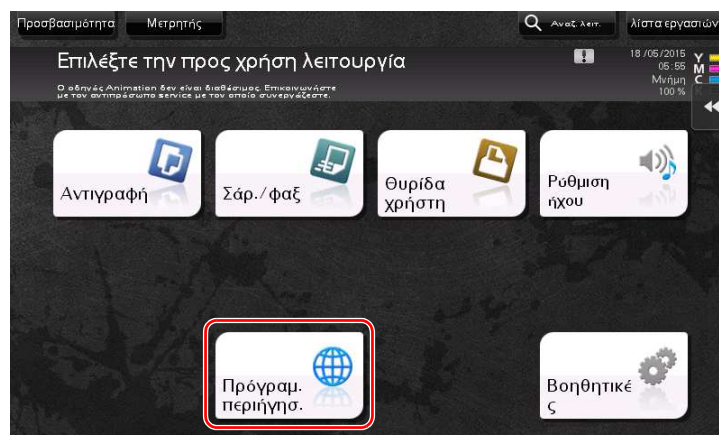 Προσβασιμότητα Μετρητής Αναζ. λειτ. λίστα εργασιών
Επιλέξτε την προς χρήση λειτουργία
Ο οδηγός Animation δεν είναι διαθέσιμος. Επικοινωνήστε
με τον αντιπρόσωπο service με τον οποίο συνεργάζεστε.
18/05/2015
05:55
Μνήμη
100 %
Y
M
C
K
Αντιγραφή
Σάρ./φαξ
Θυρίδα
χρήστη
Ρύθμιση
ήχου
Πρόγραμ.
περιήγησ.
Βοηθητικέ
ς